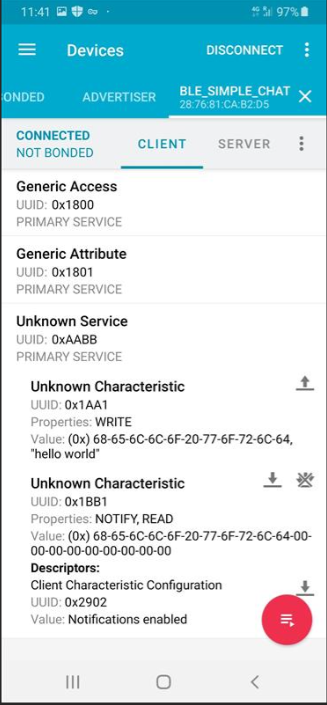 11:41
4G 97%
Devices
DISCONNECT
ONDED
ADVERTISER
BLE_SIMPLE_CHAT
28:76:81:CA:B2:D5
CONNECTED
NOT BONDED
CLIENT
SERVER
Generic Access
UUID: 0x1800
PRIMARY SERVICE
Generic Attribute
UUID: 0x1801
PRIMARY SERVICE
Unknown Service
UUID: 0xAABB
PRIMARY SERVICE
Unknown Characteristic
UUID: 0x1AA1
Properties: WRITE
Value: (0x) 68-65-6C-6C-6F-20-77-6F-72-6C-64,
"hello world"
Unknown Characteristic
UUID: 0x1BB1
Properties: NOTIFY, READ
Value: (0x) 68-65-6C-6C-6F-20-77-6F-72-6C-64-00-
00-00-00-00-00-00-00-00
Descriptors:
Client Characteristic Configuration
UUID: 0x2902
Value: Notifications enabled